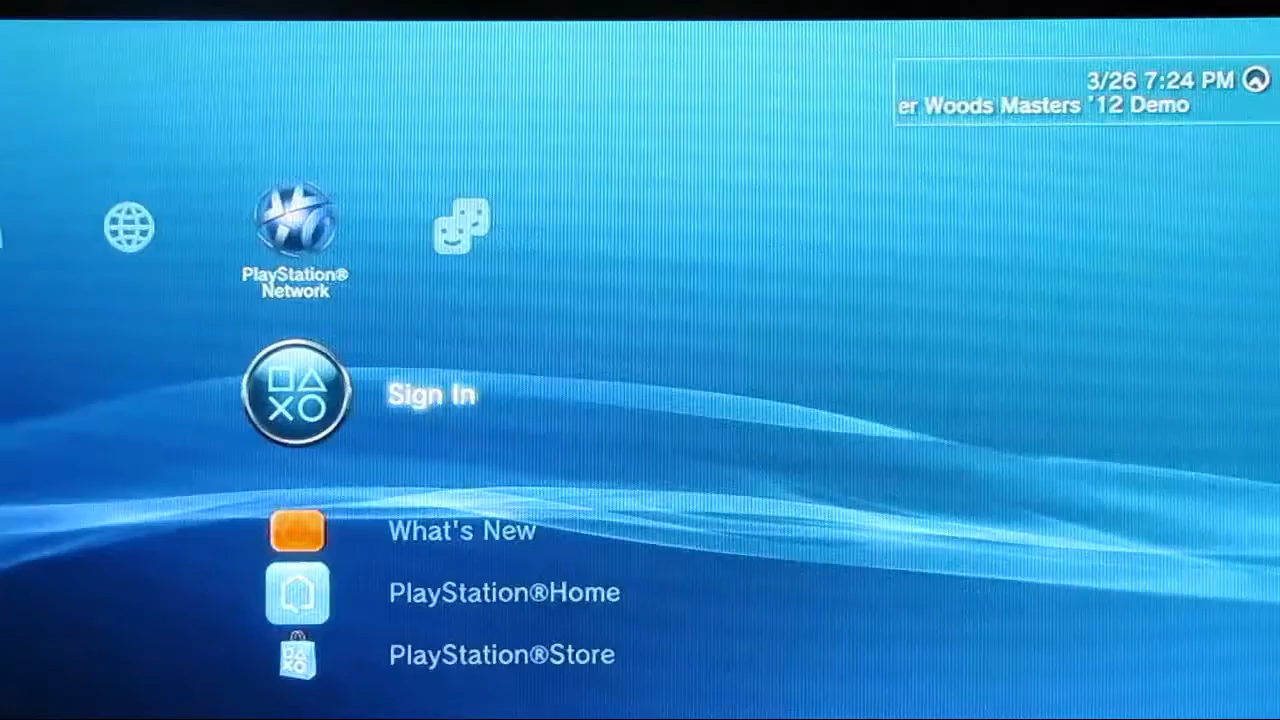 3/26 7:24 PM
er Woods Masters '12 Demo
PlayStation®
Network
Sign In
What's New
PlayStation®Home
PlayStation®Store